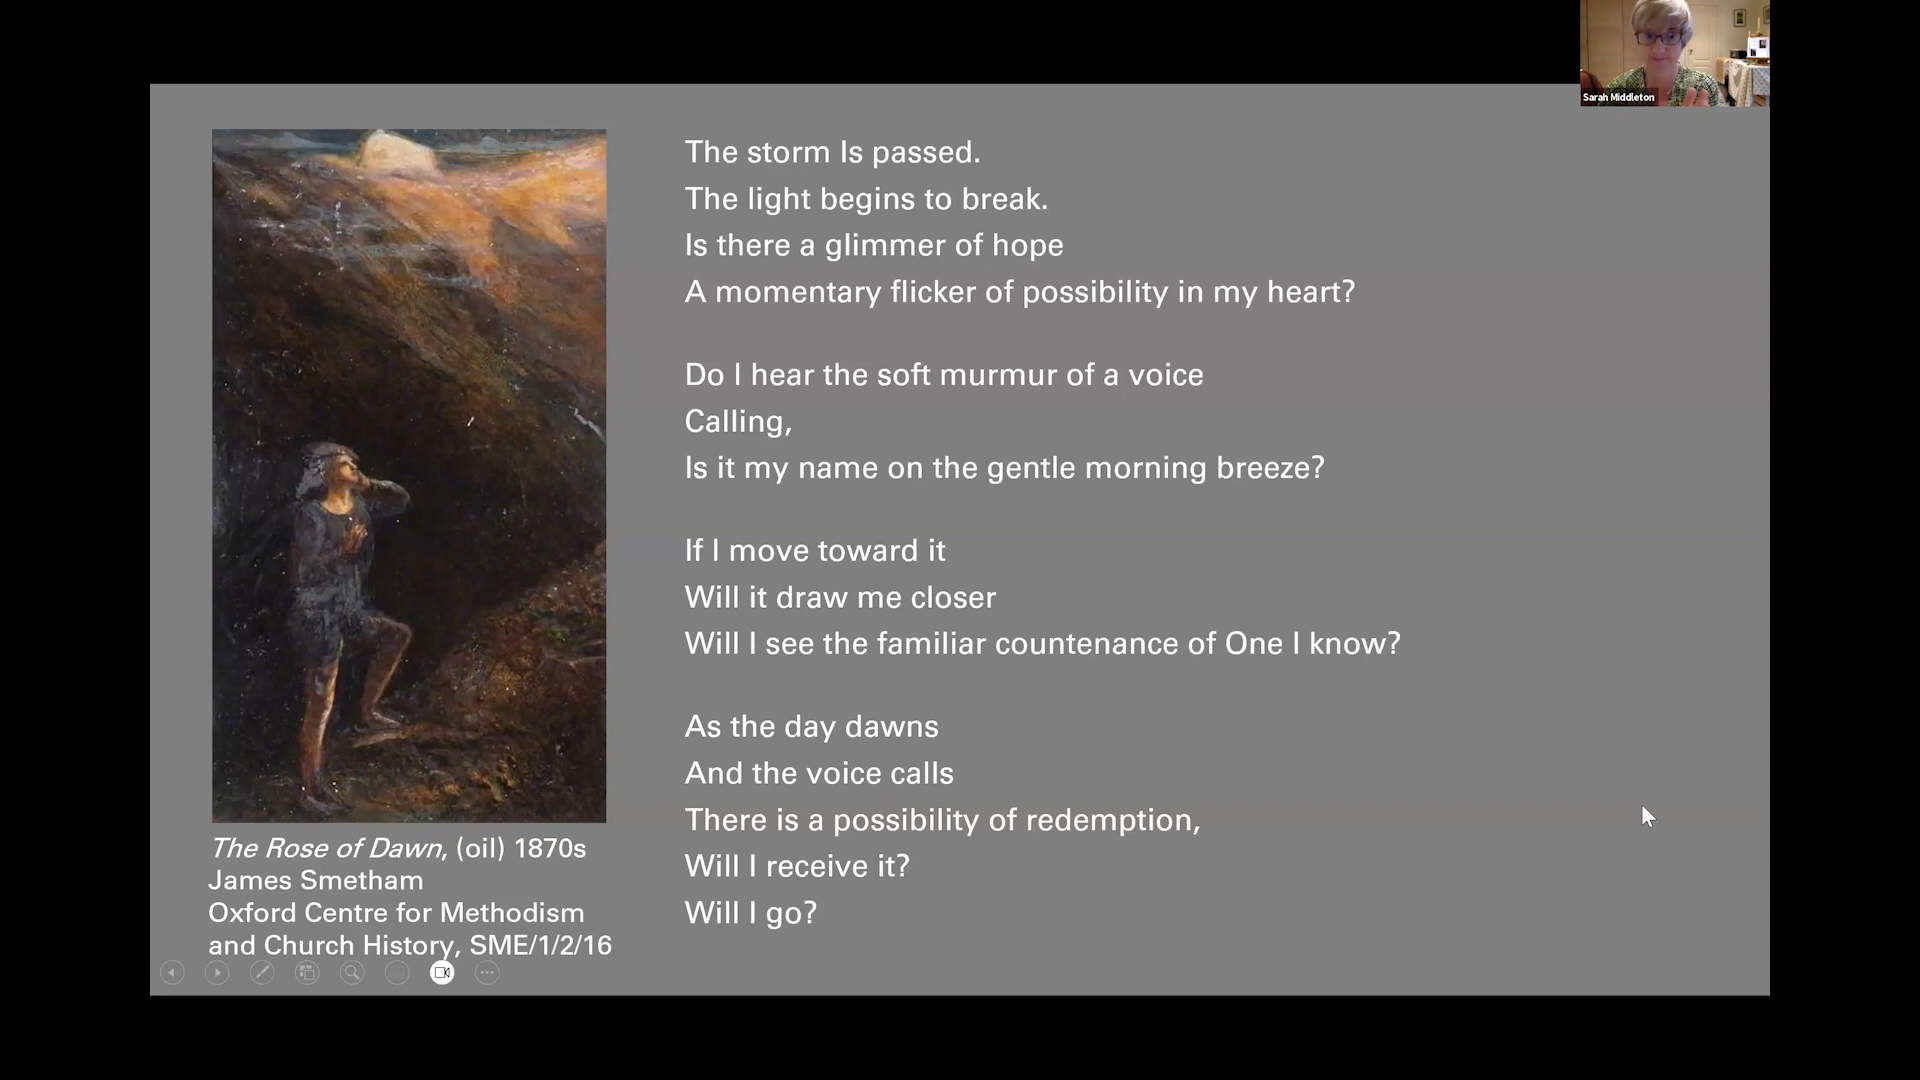 Sarah Middleton
The storm Is passed.
The light begins to break.
Is there a glimmer of hope
A momentary flicker of possibility in my heart?
Do I hear the soft murmur of a voice
Calling,
Is it my name on the gentle morning breeze?
If I move toward it
Will it draw me closer
Will I see the familiar countenance of One I know?
As the day dawns
And the voice calls
There is a possibility of redemption,
Will I receive it?
Will I go?
The Rose of Dawn, (oil) 1870s
James Smetham
Oxford Centre for Methodism
and Church History, SME/1/2/16